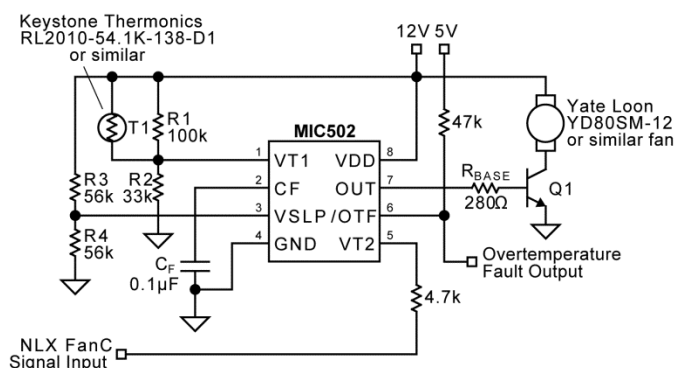 Keystone Thermonics
RL2010-54.1K-138-D1
or similar
12V 5V
T1
R1
100k
47k
Yate Loon
YD80SM-12
or similar fan
MIC502
1 VT1 VDD 8
2 CF OUT 7
3 VSLP /OTF 6
4 GND VT2 5
R3
56k
R2
33k
RBASE
280Ω
Q1
R4
56k
CF
0.1µF
Overtemperature
Fault Output
4.7k
NLX FanC
Signal Input